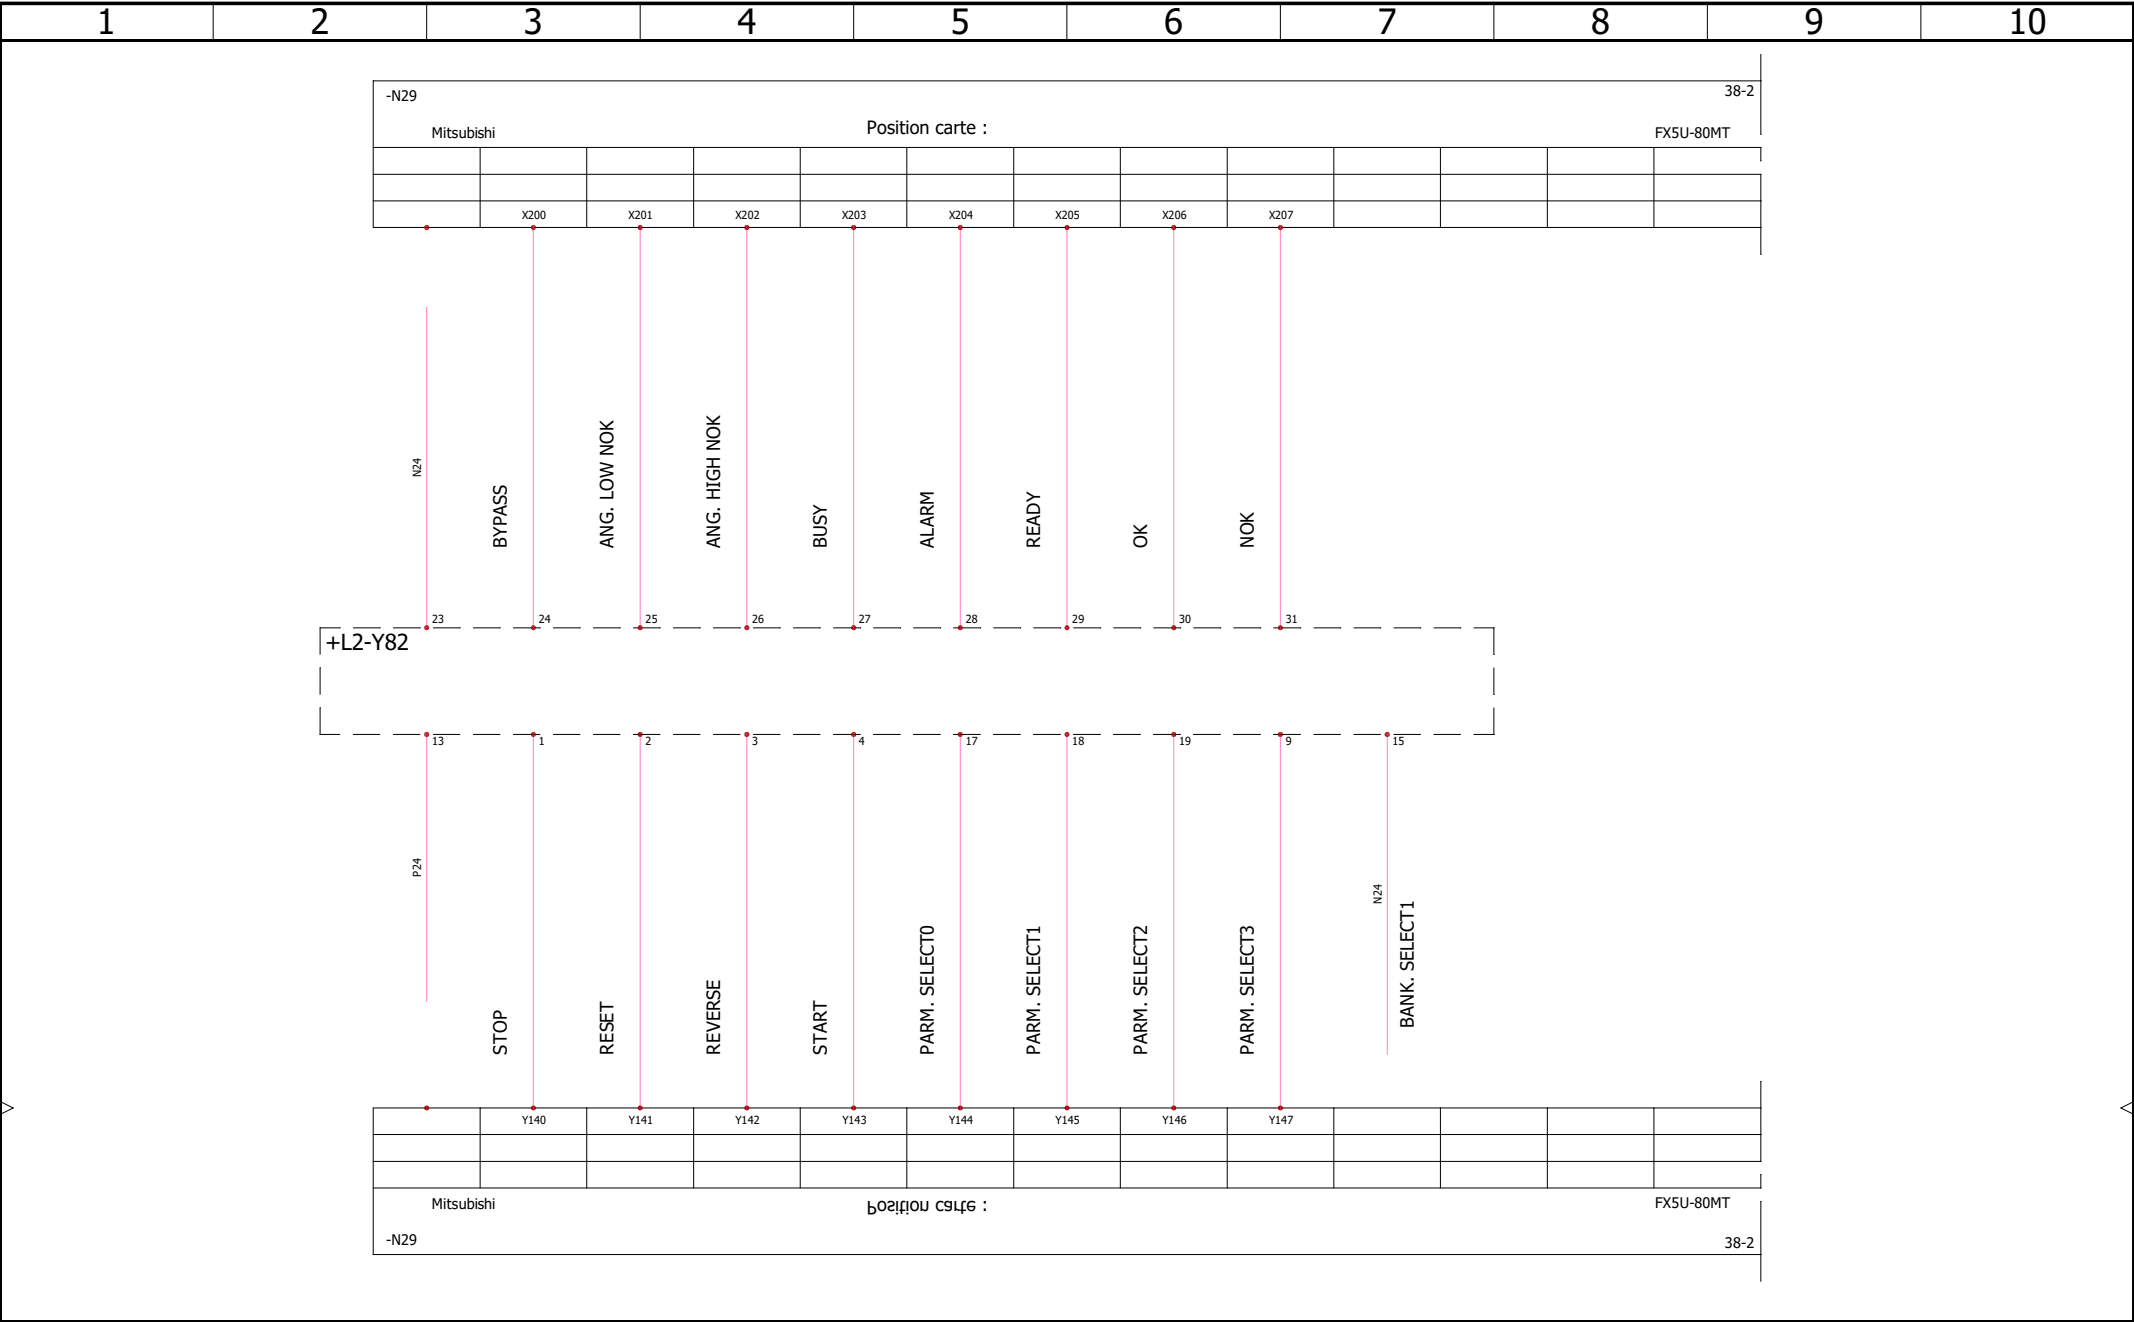 1 2 3 4 5 6 7 8 9 10
-N29 38-2
Mitsubishi Position carte : FX5U-80MT
X200 X201 X202 X203 X204 X205 X206 X207
N24
BYPASS
ANG. LOW NOK
ANG. HIGH NOK
BUSY
ALARM
READY
OK
NOK
23 24 25 26 27 28 29 30 31
+L2-Y82
13 1 2 3 4 17 18 19 9 15
P24
STOP
RESET
REVERSE
START
PARM. SELECT0
PARM. SELECT1
PARM. SELECT2
PARM. SELECT3
N24
BANK. SELECT1
Y140 Y141 Y142 Y143 Y144 Y145 Y146 Y147
Mitsubishi Position carte : FX5U-80MT
-N29 38-2